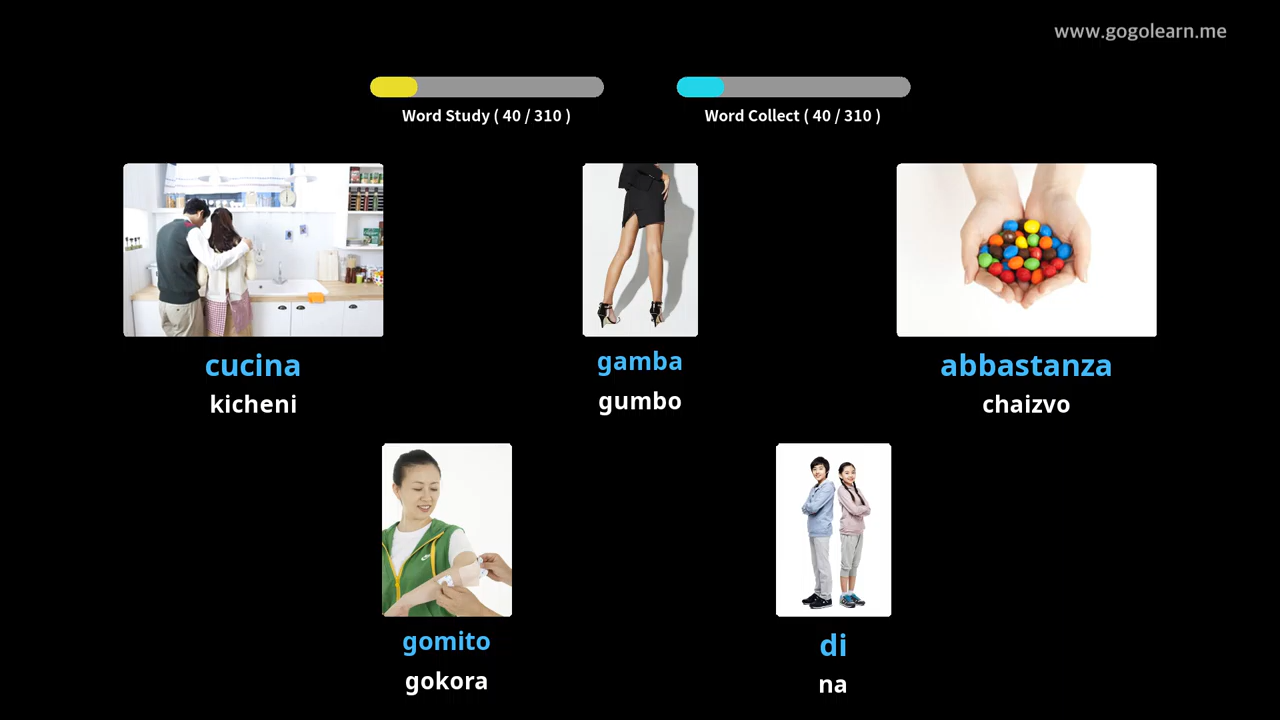 www.gogolearn.me
Word Study ( 40 / 310 )
Word Collect ( 40 / 310 )
cucina
kicheni
gamba
gumbo
abbastanza
chaizvo
gomito
gokora
di
na